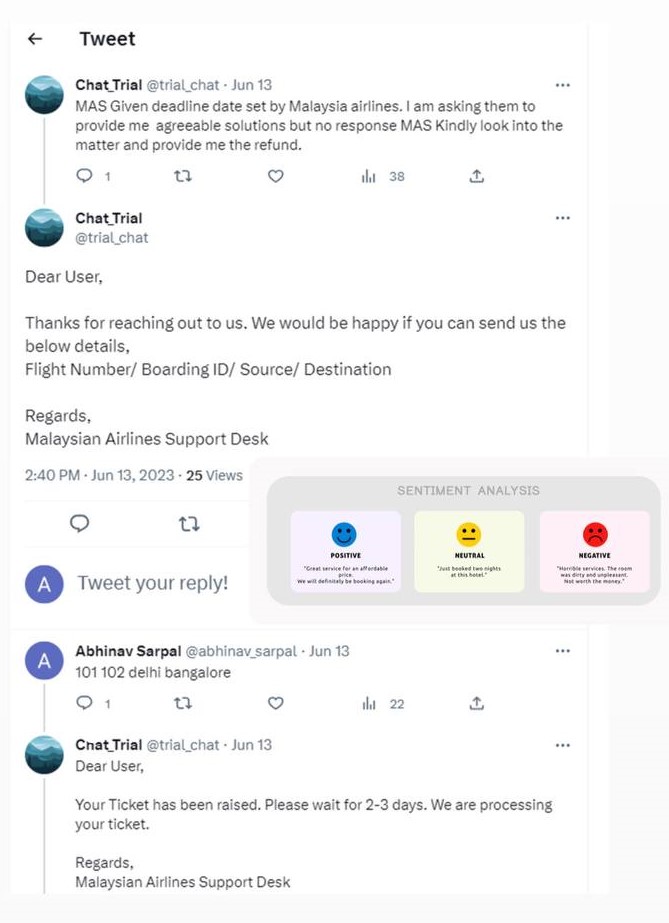 Tweet
Chat_Trial @trial_chat · Jun 13
MAS Given deadline date set by Malaysia airlines. I am asking them to
provide me agreeable solutions but no response MAS Kindly look into the
matter and provide me the refund.
1 38
Chat_Trial
@trial_chat
Dear User,
Thanks for reaching out to us. We would be happy if you can send us the
below details,
Flight Number/ Boarding ID/ Source/ Destination
Regards,
Malaysian Airlines Support Desk
2:40 PM · Jun 13, 2023 · 25 Views
SENTIMENT ANALYSIS
POSITIVE
"Great service for an affordable
price.
We will definitely be booking again."
NEUTRAL
"Just booked two nights
at this hotel."
NEGATIVE
"Horrible services. The room
was dirty and unpleasent.
Not worth the money."
A Tweet your reply!
A
Abhinav Sarpal @abhinav_sarpal · Jun 13
101 102 delhi bangalore
1 22
Chat_Trial @trial_chat · Jun 13
Dear User,
Your Ticket has been raised. Please wait for 2-3 days. We are processing
your ticket.
Regards,
Malaysian Airlines Support Desk